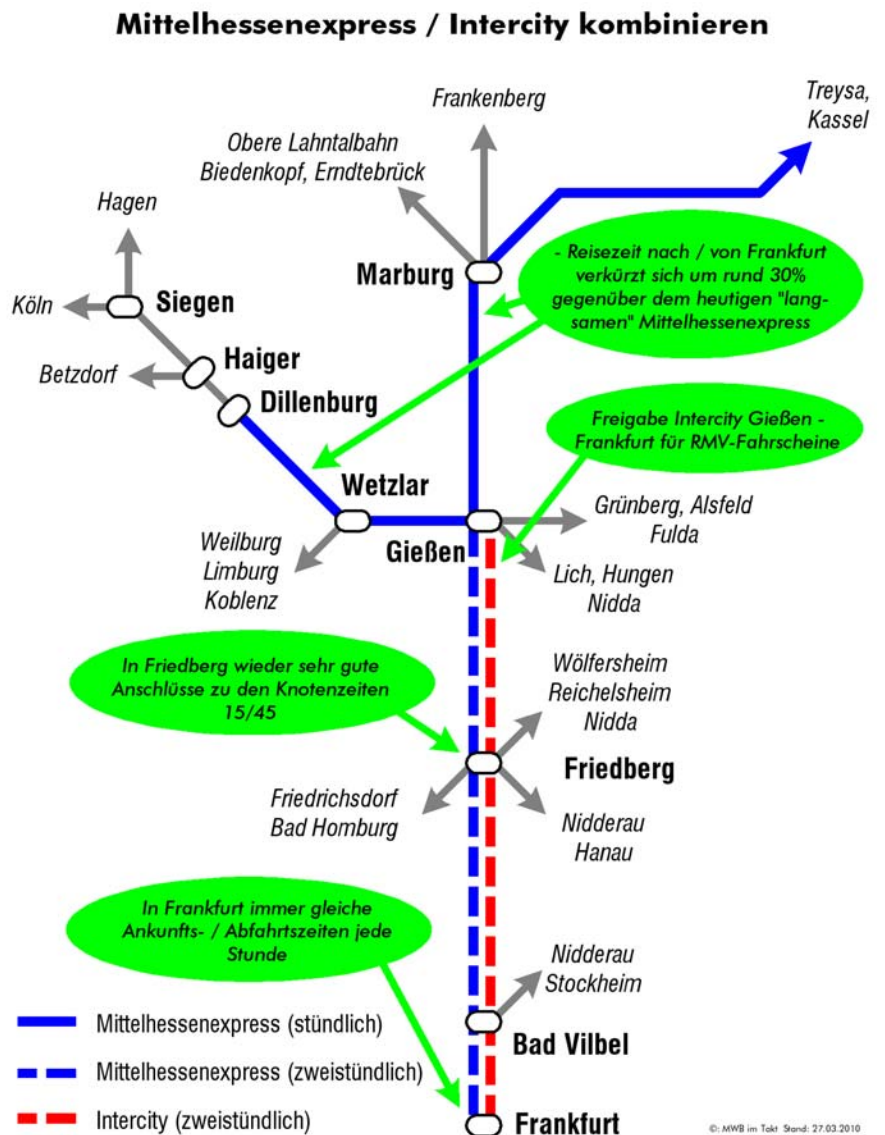 Mittelhessenexpress / Intercity kombinieren
Treysa,
Kassel
Frankenberg
Obere Lahntalbahn
Biedenkopf, Erndtebrück
Hagen
- Reisezeit nach / von Frankfurt
verkürzt sich um rund 30%
gegenüber dem heutigen "lang-
samen" Mittelhessenexpress
Marburg
Köln
Siegen
Haiger
Betzdorf
Dillenburg
Freigabe Intercity Gießen -
Frankfurt für RMV-Fahrscheine
Wetzlar
Grünberg, Alsfeld
Fulda
Gießen
Weilburg
Limburg
Koblenz
Lich, Hungen
Nidda
In Friedberg wieder sehr gute
Anschlüsse zu den Knotenzeiten
15/45
Wölfersheim
Reichelsheim
Nidda
Friedberg
Friedrichsdorf
Bad Homburg
Nidderau
Hanau
In Frankfurt immer gleiche
Ankunfts- / Abfahrtszeiten jede
Stunde
Nidderau
Stockheim
Mittelhessenexpress (stündlich)
Bad Vilbel
Mittelhessenexpress (zweistündlich)
Intercity (zweistündlich)
Frankfurt
©: MWB im Takt Stand: 27.03.2010